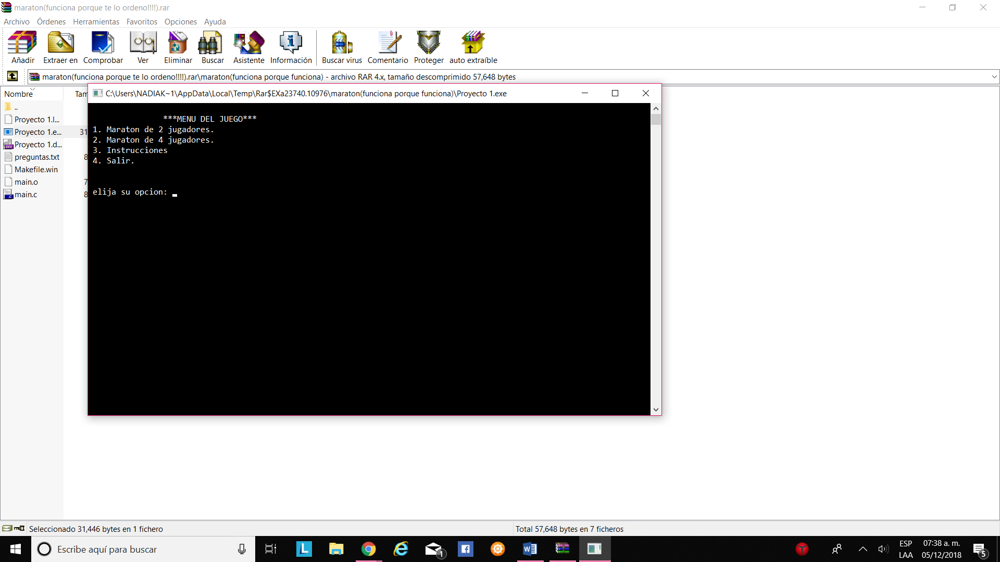 maraton(funciona porque te lo ordeno!!!!).rar
Archivo Órdenes Herramientas Favoritos Opciones Ayuda
Añadir Extraer en Comprobar Ver Eliminar Buscar Asistente Información Buscar virus Comentario Proteger auto extraíble
maraton(funciona porque te lo ordeno!!!!).rar\maraton(funciona porque funciona) - archivo RAR 4.x, tamaño descomprimido 57,648 bytes
Nombre Tam
..
Proyecto 1.l...
Proyecto 1.e... 31
Proyecto 1.d...
preguntas.txt 8
Makefile.win
main.o 7
main.c 8
C:\Users\NADIAK~1\AppData\Local\Temp\Rar$EXa23740.10976\maraton(funciona porque funciona)\Proyecto 1.exe
***MENU DEL JUEGO***
1. Maraton de 2 jugadores.
2. Maraton de 4 jugadores.
3. Instrucciones
4. Salir.
elija su opcion:
Seleccionado 31,446 bytes en 1 fichero
Total 57,648 bytes en 7 ficheros
Escribe aquí para buscar
1
ESP
LAA
07:38 a. m.
05/12/2018
5